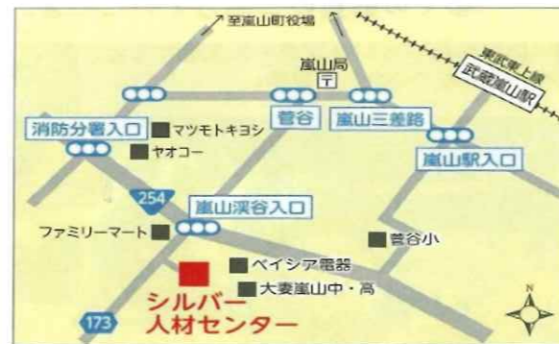 至嵐山町役場
嵐山局
東武東上線
武蔵嵐山駅
消防分署入口
マツモトキヨシ
ヤオコー
菅谷
嵐山三差路
嵐山駅入口
254
嵐山渓谷入口
ファミリーマート
菅谷小
ベイシア電器
大妻嵐山中・高
シルバー
人材センター
173
N